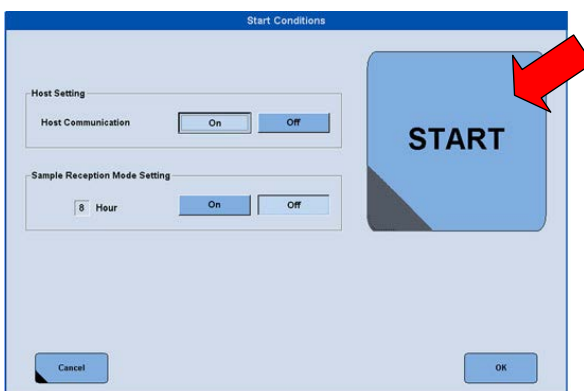 Start Conditions
Host Setting
Host Communication On Off
START
Sample Reception Mode Setting
8 Hour On Off
Cancel OK